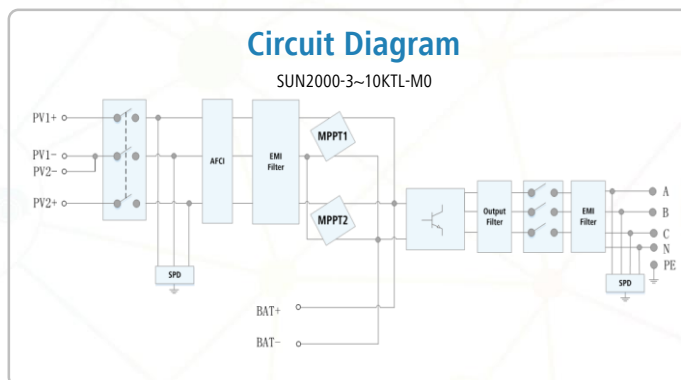 Circuit Diagram
SUN2000-3~10KTL-M0
PV1+
PV1-
PV2-
PV2+
AFCI
EMI
Filter
MPPT1
MPPT2
SPD
BAT+
BAT-
Output
Filter
EMI
Filter
A
B
C
N
PE
SPD